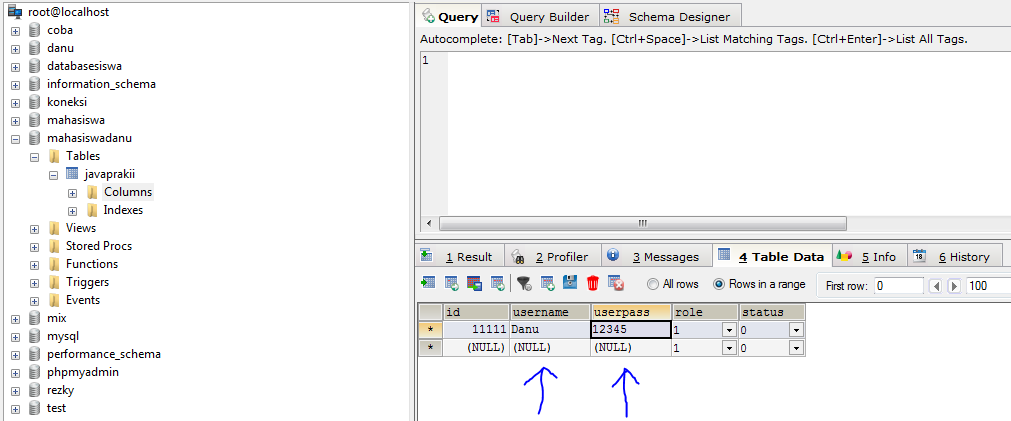 root@localhost
coba
danu
databasesiswa
information_schema
koneksi
mahasiswa
mahasiswadanu
Tables
javaprakii
Columns
Indexes
Views
Stored Procs
Functions
Triggers
Events
mix
mysql
performance_schema
phpmyadmin
rezky
test
Query Query Builder Schema Designer
Autocomplete: [Tab]->Next Tag. [Ctrl+Space]->List Matching Tags. [Ctrl+Enter]->List All Tags.
1
1 Result 2 Profiler 3 Messages 4 Table Data 5 Info 18 6 History
All rows Rows in a range First row: 0 100
id username userpass role status
* 11111 Danu 12345 1 0
* (NULL) (NULL) (NULL) 1 0